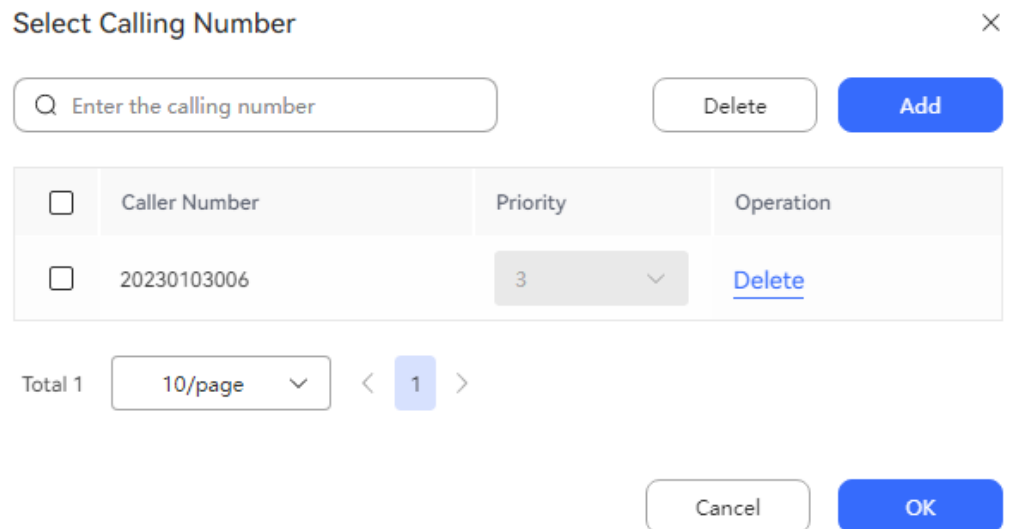 Select Calling Number
Enter the calling number
Delete
Add
Caller Number
Priority
Operation
20230103006
3
Delete
Total 1
10/page
1
Cancel
OK